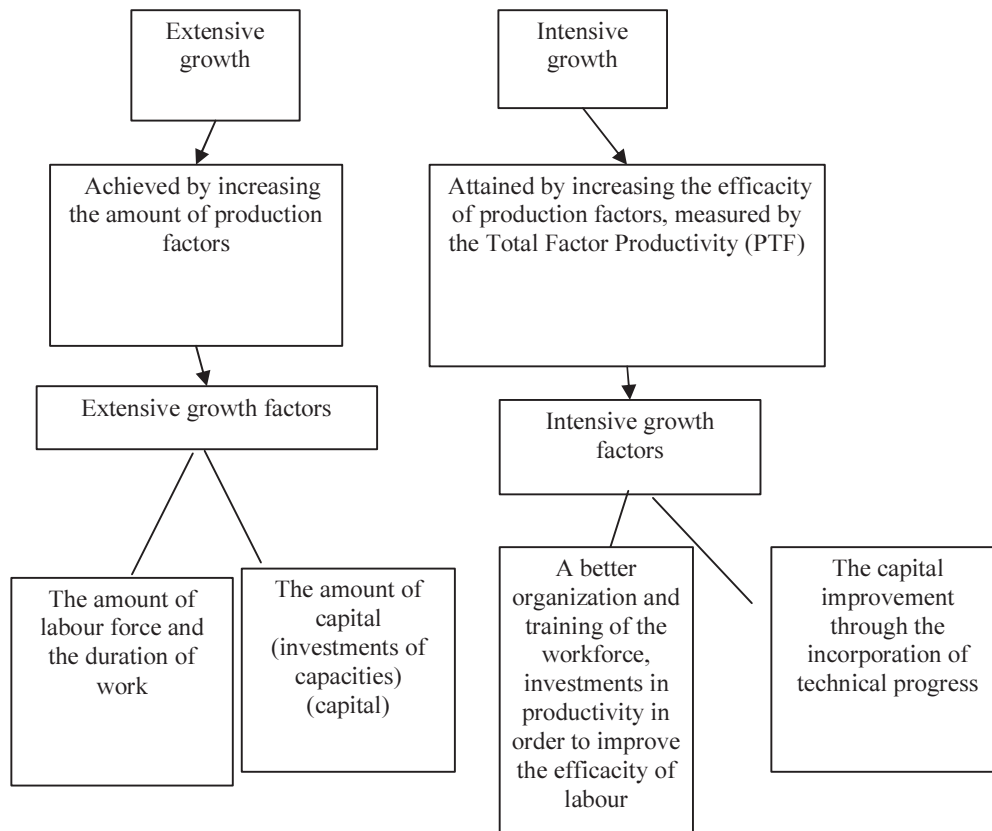 Extensive
growth
Intensive
growth
Achieved by increasing
the amount of production
factors
Attained by increasing the efficacity
of production factors, measured by
the Total Factor Productivity (PTF)
Extensive growth factors
Intensive growth
factors
The amount of
labour force and
the duration of
work
The amount of
capital
(investments of
capacities)
(capital)
A better
organization and
training of the
workforce,
investments in
productivity in
order to improve
the efficacity of
labour
The capital
improvement
through the
incorporation of
technical progress